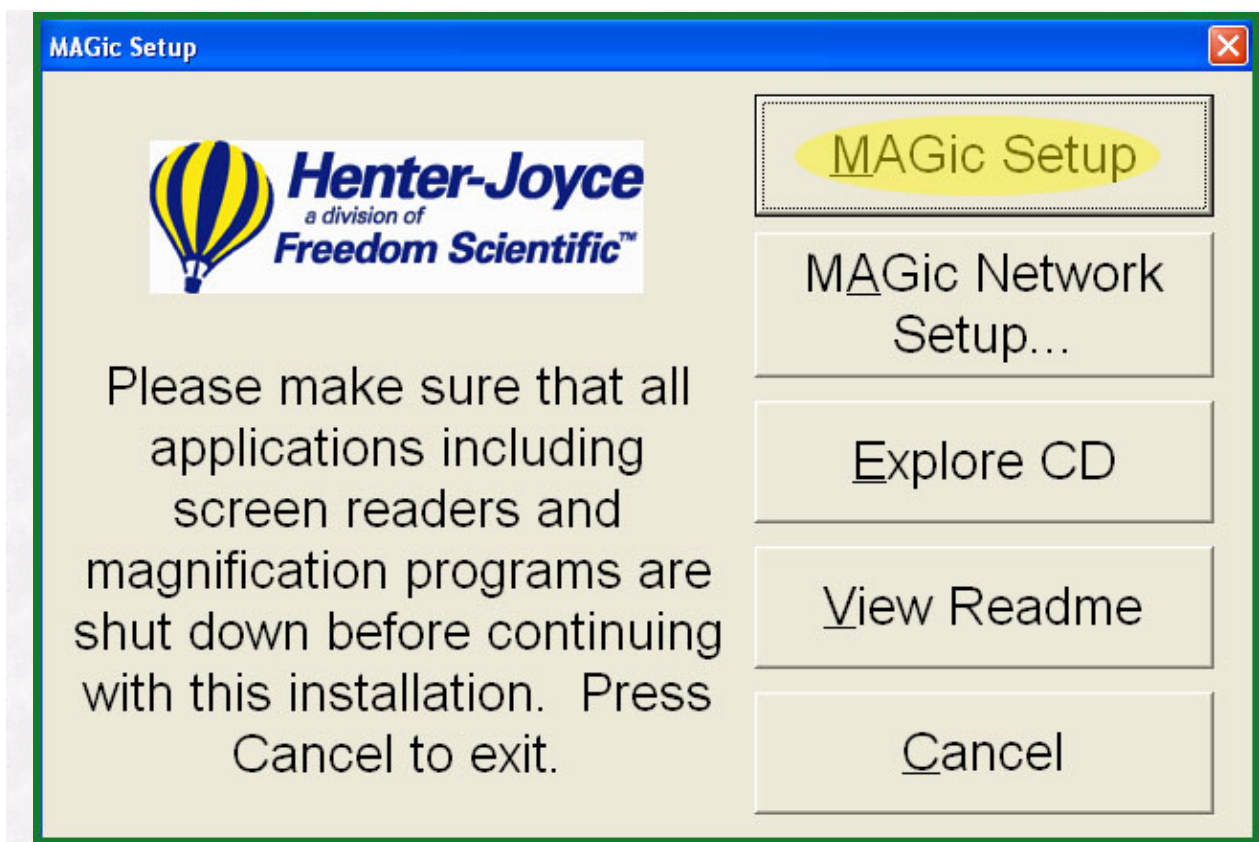 MAGic Setup
Henter-Joyce
a division of
Freedom Scientific™
Please make sure that all
applications including
screen readers and
magnification programs are
shut down before continuing
with this installation.  Press
Cancel to exit.
MAGic Setup
MAGic Network
Setup...
Explore CD
View Readme
Cancel